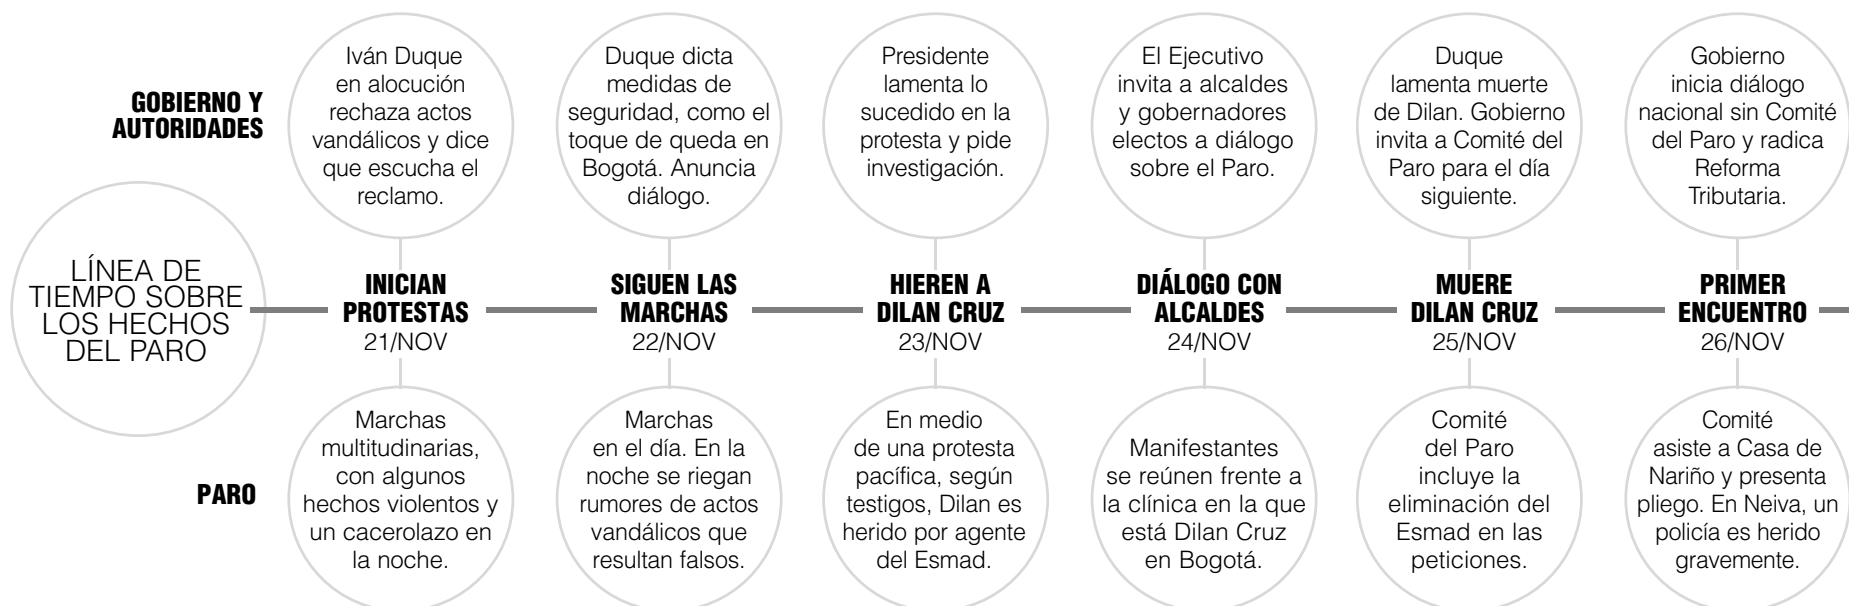 GOBIERNO Y
AUTORIDADES
Iván Duque
en alocución
rechaza actos
vandálicos y dice
que escucha el
reclamo.
Duque dicta
medidas de
seguridad, como el
toque de queda en
Bogotá. Anuncia
diálogo.
Presidente
lamenta lo
sucedido en la
protesta y pide
investigación.
El Ejecutivo
invita a alcaldes
y gobernadores
electos a diálogo
sobre el Paro.
Duque
lamenta muerte
de Dilan. Gobierno
invita a Comité del
Paro para el día
siguiente.
Gobierno
inicia diálogo
nacional sin Comité
del Paro y radica
Reforma
Tributaria.
LÍNEA DE
TIEMPO SOBRE
LOS HECHOS
DEL PARO
INICIAN
PROTESTAS
21/NOV
SIGUEN LAS
MARCHAS
22/NOV
HIEREN A
DILAN CRUZ
23/NOV
DIÁLOGO CON
ALCALDES
24/NOV
MUERE
DILAN CRUZ
25/NOV
PRIMER
ENCUENTRO
26/NOV
PARO
Marchas
multitudinarias,
con algunos
hechos violentos y
un cacerolazo en
la noche.
Marchas
en el día. En la
noche se riegan
rumores de actos
vandálicos que
resultan falsos.
En medio
de una protesta
pacífica, según
testigos, Dilan es
herido por agente
del Esmad.
Manifestantes
se reúnen frente a
la clínica en la que
está Dilan Cruz
en Bogotá.
Comité
del Paro
incluye la
eliminación del
Esmad en las
peticiones.
Comité
asiste a Casa de
Nariño y presenta
pliego. En Neiva, un
policía es herido
gravemente.